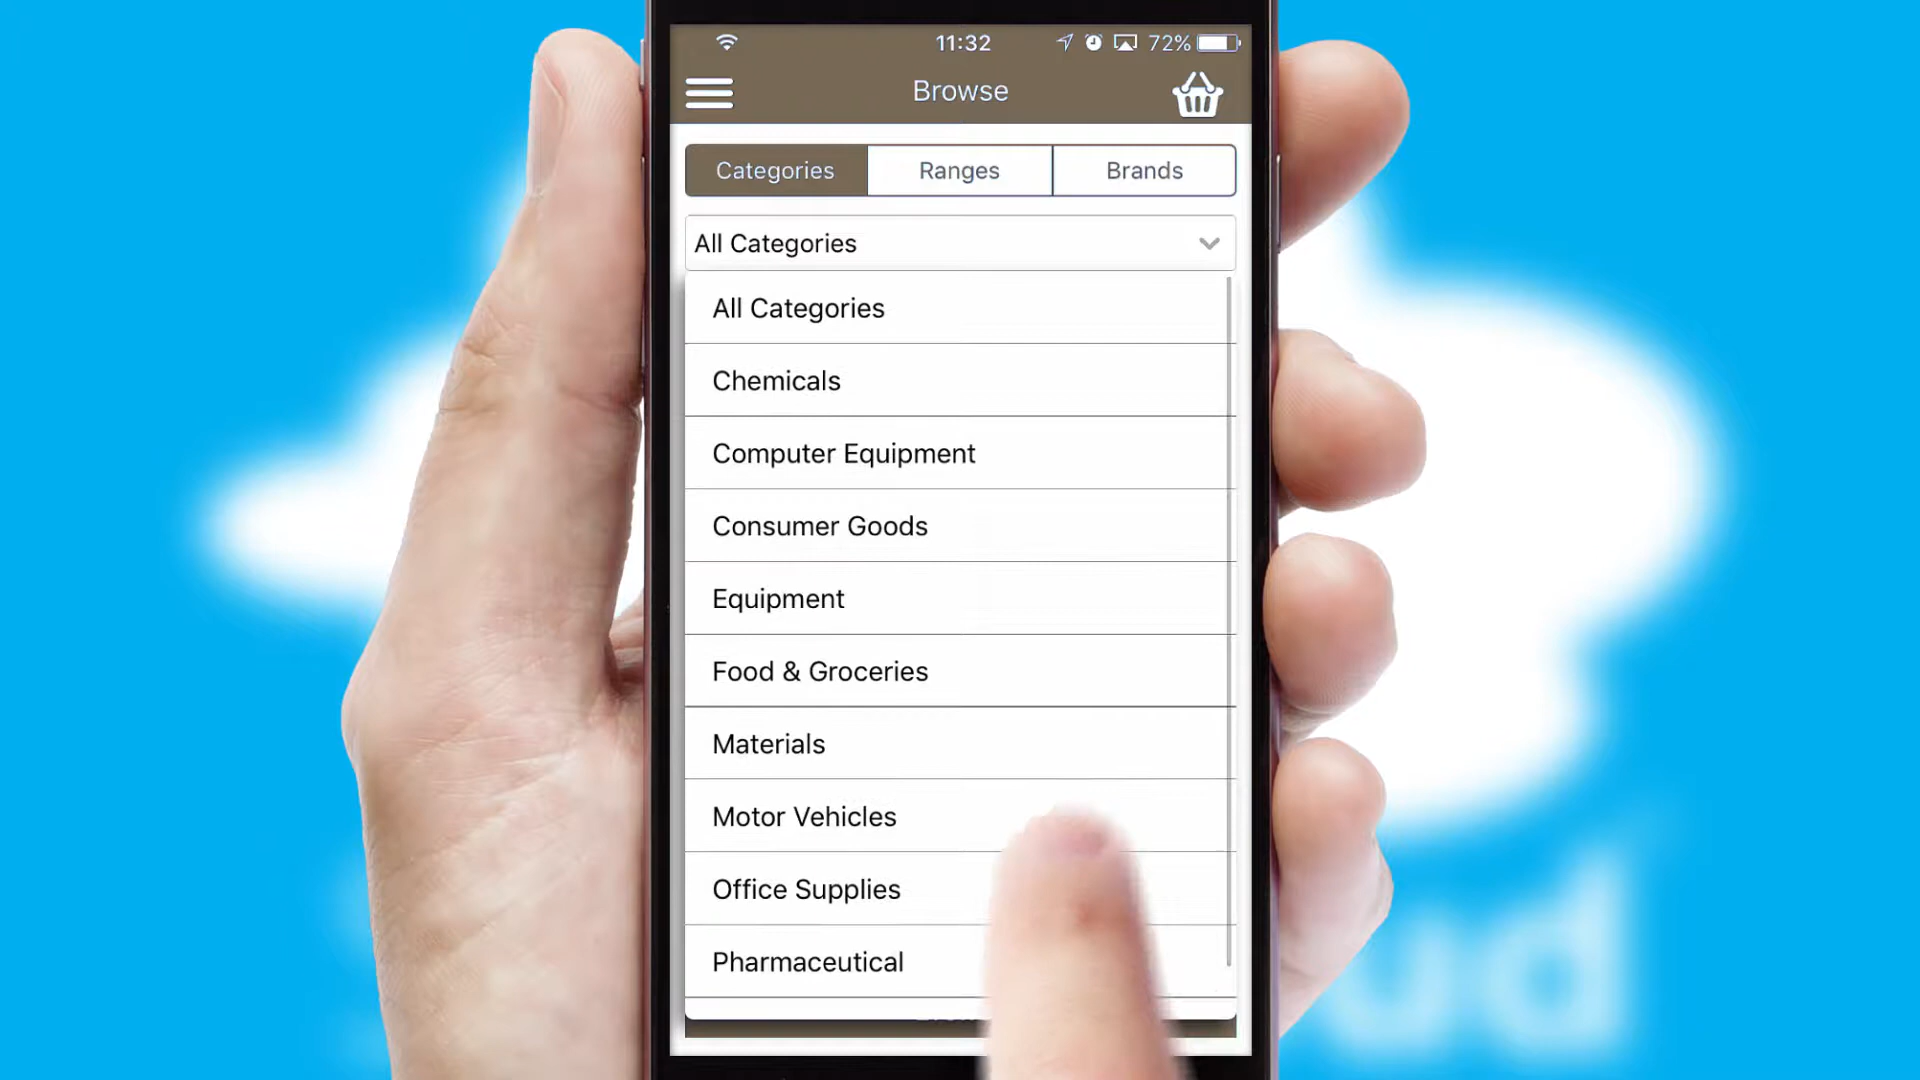 11:32 72%
Browse
Categories Ranges Brands
All Categories
All Categories
Chemicals
Computer Equipment
Consumer Goods
Equipment
Food & Groceries
Materials
Motor Vehicles
Office Supplies
Pharmaceutical
ud